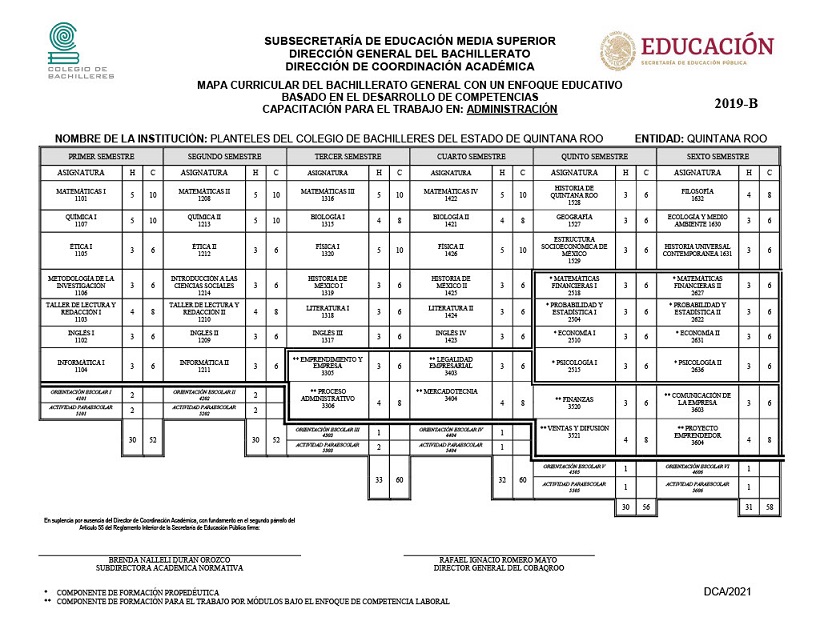 COLEGIO DE
BACHILLERES
SUBSECRETARÍA DE EDUCACIÓN MEDIA SUPERIOR
DIRECCIÓN GENERAL DEL BACHILLERATO
DIRECCIÓN DE COORDINACIÓN ACADÉMICA
EDUCACIÓN
SECRETARÍA DE EDUCACIÓN PÚBLICA
MAPA CURRICULAR DEL BACHILLERATO GENERAL CON UN ENFOQUE EDUCATIVO
BASADO EN EL DESARROLLO DE COMPETENCIAS
CAPACITACIÓN PARA EL TRABAJO EN: ADMINISTRACIÓN
2019-B
NOMBRE DE LA INSTITUCIÓN: PLANTELES DEL COLEGIO DE BACHILLERES DEL ESTADO DE QUINTANA ROO ENTIDAD: QUINTANA ROO
PRIMER SEMESTRE SEGUNDO SEMESTRE TERCER SEMESTRE CUARTO SEMESTRE QUINTO SEMESTRE SEXTO SEMESTRE
ASIGNATURA H C ASIGNATURA H C ASIGNATURA H C ASIGNATURA H C ASIGNATURA H C ASIGNATURA H C
MATEMÁTICAS I 1101 5 10 MATEMÁTICAS II 1208 5 10 MATEMÁTICAS III 1316 5 10 MATEMÁTICAS IV 1422 5 10 HISTORIA DE QUINTANA ROO 1528 3 6 FILOSOFÍA 1632 4 8
QUÍMICA I 1107 5 10 QUÍMICA II 1213 5 10 BIOLOGÍA I 1315 4 8 BIOLOGÍA II 1421 4 8 GEOGRAFÍA 1527 3 6 ECOLOGÍA Y MEDIO AMBIENTE 1630 3 6
ÉTICA I 1105 3 6 ÉTICA II 1212 3 6 FÍSICA I 1320 5 10 FÍSICA II 1426 5 10 ESTRUCTURA SOCIOECONÓMICA DE MÉXICO 1529 3 6 HISTORIA UNIVERSAL CONTEMPORANEA 1631 3 6
METODOLOGÍA DE LA INVESTIGACIÓN 1106 3 6 INTRODUCCIÓN A LAS CIENCIAS SOCIALES 1214 3 6 HISTORIA DE MÉXICO I 1319 3 6 HISTORIA DE MÉXICO II 1425 3 6 * MATEMÁTICAS FINANCIERAS I 2518 3 6 * MATEMÁTICAS FINANCIERAS II 2627 3 6
TALLER DE LECTURA Y REDACCIÓN I 1103 4 8 TALLER DE LECTURA Y REDACCIÓN II 1210 4 8 LITERATURA I 1318 3 6 LITERATURA II 1424 3 6 * PROBABILIDAD Y ESTADÍSTICA I 2504 3 6 * PROBABILIDAD Y ESTADÍSTICA II 2622 3 6
INGLÉS I 1102 3 6 INGLÉS II 1209 3 6 INGLÉS III 1317 3 6 INGLÉS IV 1423 3 6 * ECONOMÍA I 2510 3 6 * ECONOMÍA II 2631 3 6
INFORMÁTICA I 1104 3 6 INFORMÁTICA II 1211 3 6 ** EMPRENDIMIENTO Y EMPRESA 3305 3 6 ** LEGALIDAD EMPRESARIAL 3403 3 6 * PSICOLOGÍA I 2515 3 6 * PSICOLOGÍA II 2636 3 6
ORIENTACIÓN ESCOLAR I 4101 2 ORIENTACIÓN ESCOLAR II 4202 2 ** PROCESO ADMINISTRATIVO 3306 4 8 ** MERCADOTECNIA 3404 4 8 ** FINANZAS 3520 3 6 ** COMUNICACIÓN DE LA EMPRESA 3603 3 6
ACTIVIDAD PARAESCOLAR 5101 2 ACTIVIDAD PARAESCOLAR 5202 2
30 52 30 52 ORIENTACIÓN ESCOLAR III 4303 1 ORIENTACIÓN ESCOLAR IV 4404 1 ** VENTAS Y DIFUSIÓN 3521 4 8 ** PROYECTO EMPRENDEDOR 3604 4 8
ACTIVIDAD PARAESCOLAR 5303 2 ACTIVIDAD PARAESCOLAR 5404 1
33 60 32 60 ORIENTACIÓN ESCOLAR V 4505 1 ORIENTACIÓN ESCOLAR VI 4606 1
ACTIVIDAD PARAESCOLAR 5505 1 ACTIVIDAD PARAESCOLAR 5606 1
30 56 31 58
En suplencia por ausencia del Director de Coordinación Académica, con fundamento en el segundo párrafo del
Artículo 55 del Reglamento Interior de la Secretaría de Educación Pública firma:
BRENDA NALLELI DURAN OROZCO RAFAEL IGNACIO ROMERO MAYO
SUBDIRECTORA ACADEMICA NORMATIVA DIRECTOR GENERAL DEL COBAQROO
* COMPONENTE DE FORMACIÓN PROPEDÉUTICA DCA/2021
** COMPONENTE DE FORMACIÓN PARA EL TRABAJO POR MÓDULOS BAJO EL ENFOQUE DE COMPETENCIA LABORAL